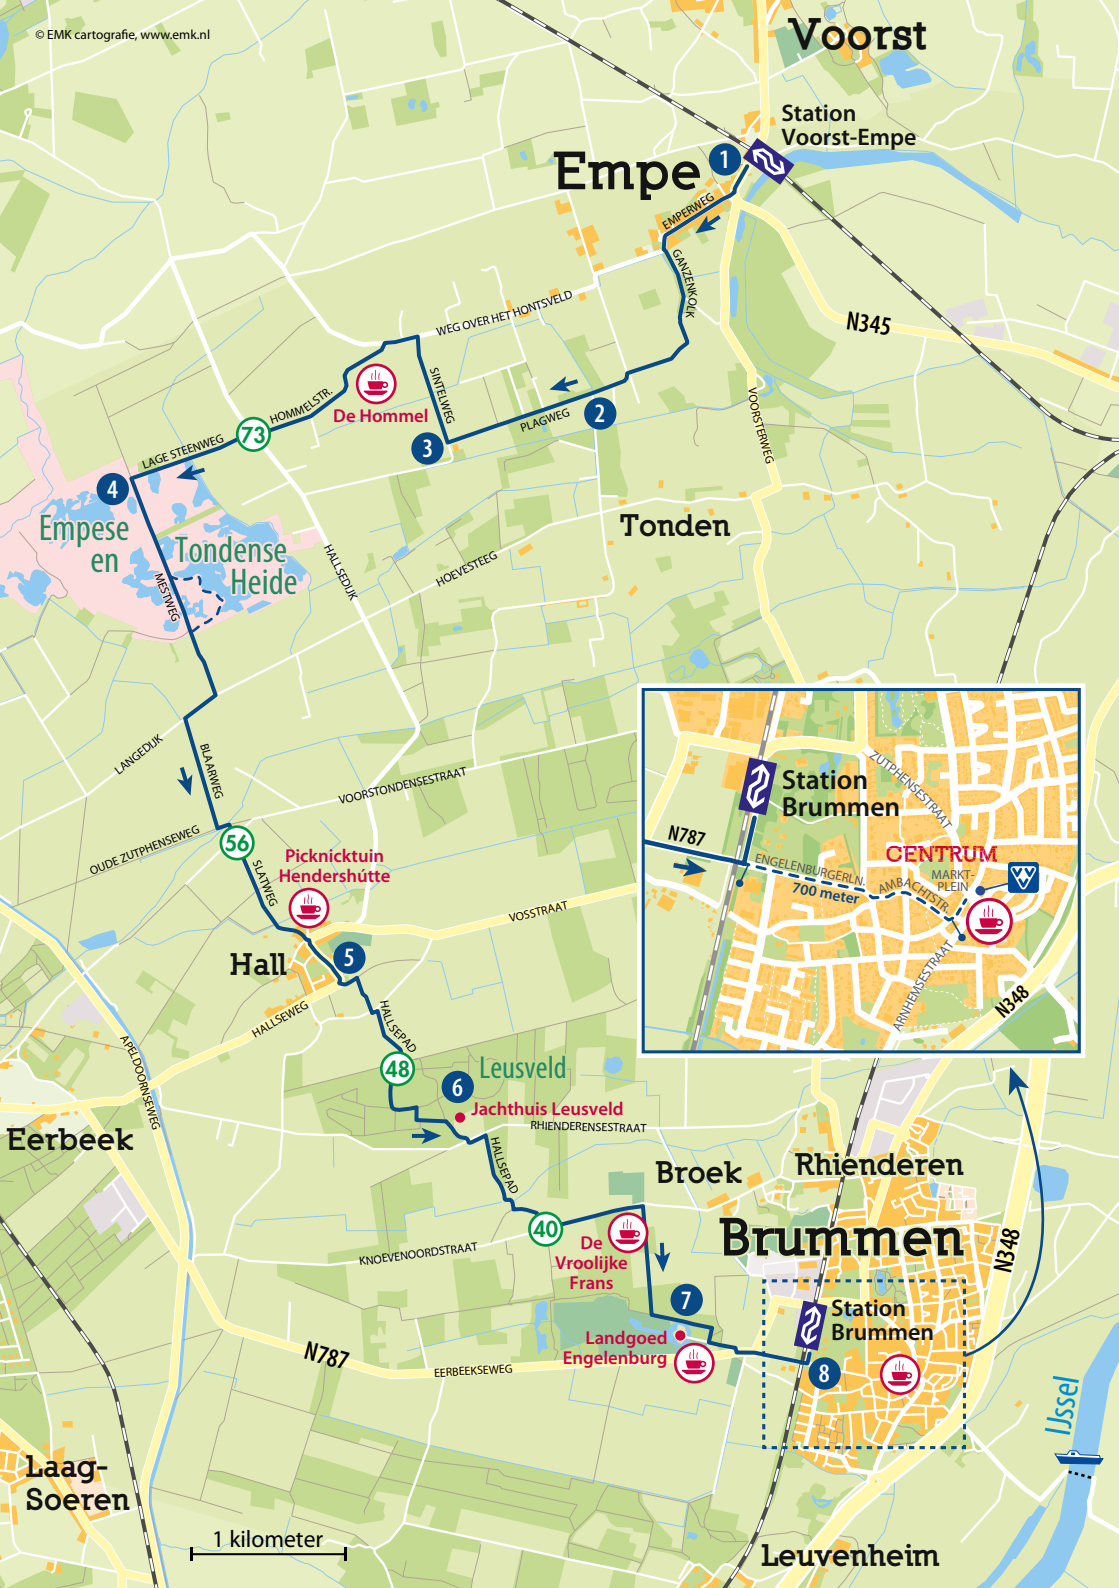 © EMK cartografie, www.emk.nl
Voorst
Station
Voorst-Empe
Empe
1
EMPERWEG
GANZENKOLK
WEG OVER HET HONTSVELD
N345
SINTELWEG
De Hommel
HOMMELSTR.
73
PLAGWEG
2
3
VOORSTERWEG
LAGE STEENWEG
4
Empese
en
Tondense
Heide
MESTWEG
Tonden
HALLSEDIJK
HOEVESTEEG
LANGEDIJK
BLAARWEG
VOORSTONDENSESTRAAT
OUDE ZUTPHENSEWEG
56
SLATWEG
Picknicktuin
Hendershútte
VOSSTRAAT
Hall
5
HALLSEWEG
HALLSEPAD
APELDOORNSEWEG
48
6
Leusveld
Jachthuis Leusveld
RHIENDERENSESTRAAT
Eerbeek
HALLSEPAD
Broek
Rhienderen
40
KNOEVENOORDSTRAAT
De
Vroolijke
Frans
Brummen
N348
7
Landgoed
Engelenburg
Station
Brummen
8
N787
EERBEEKSEWEG
IJssel
Laag-
Soeren
1 kilometer
Leuvenheim
Station
Brummen
ZUTPHENSESTRAAT
N787
CENTRUM
ENGELENBURGERLN.
MARKT-
PLEIN
700 meter
AMBACHTSTR.
ARNHEMSESTRAAT
N348